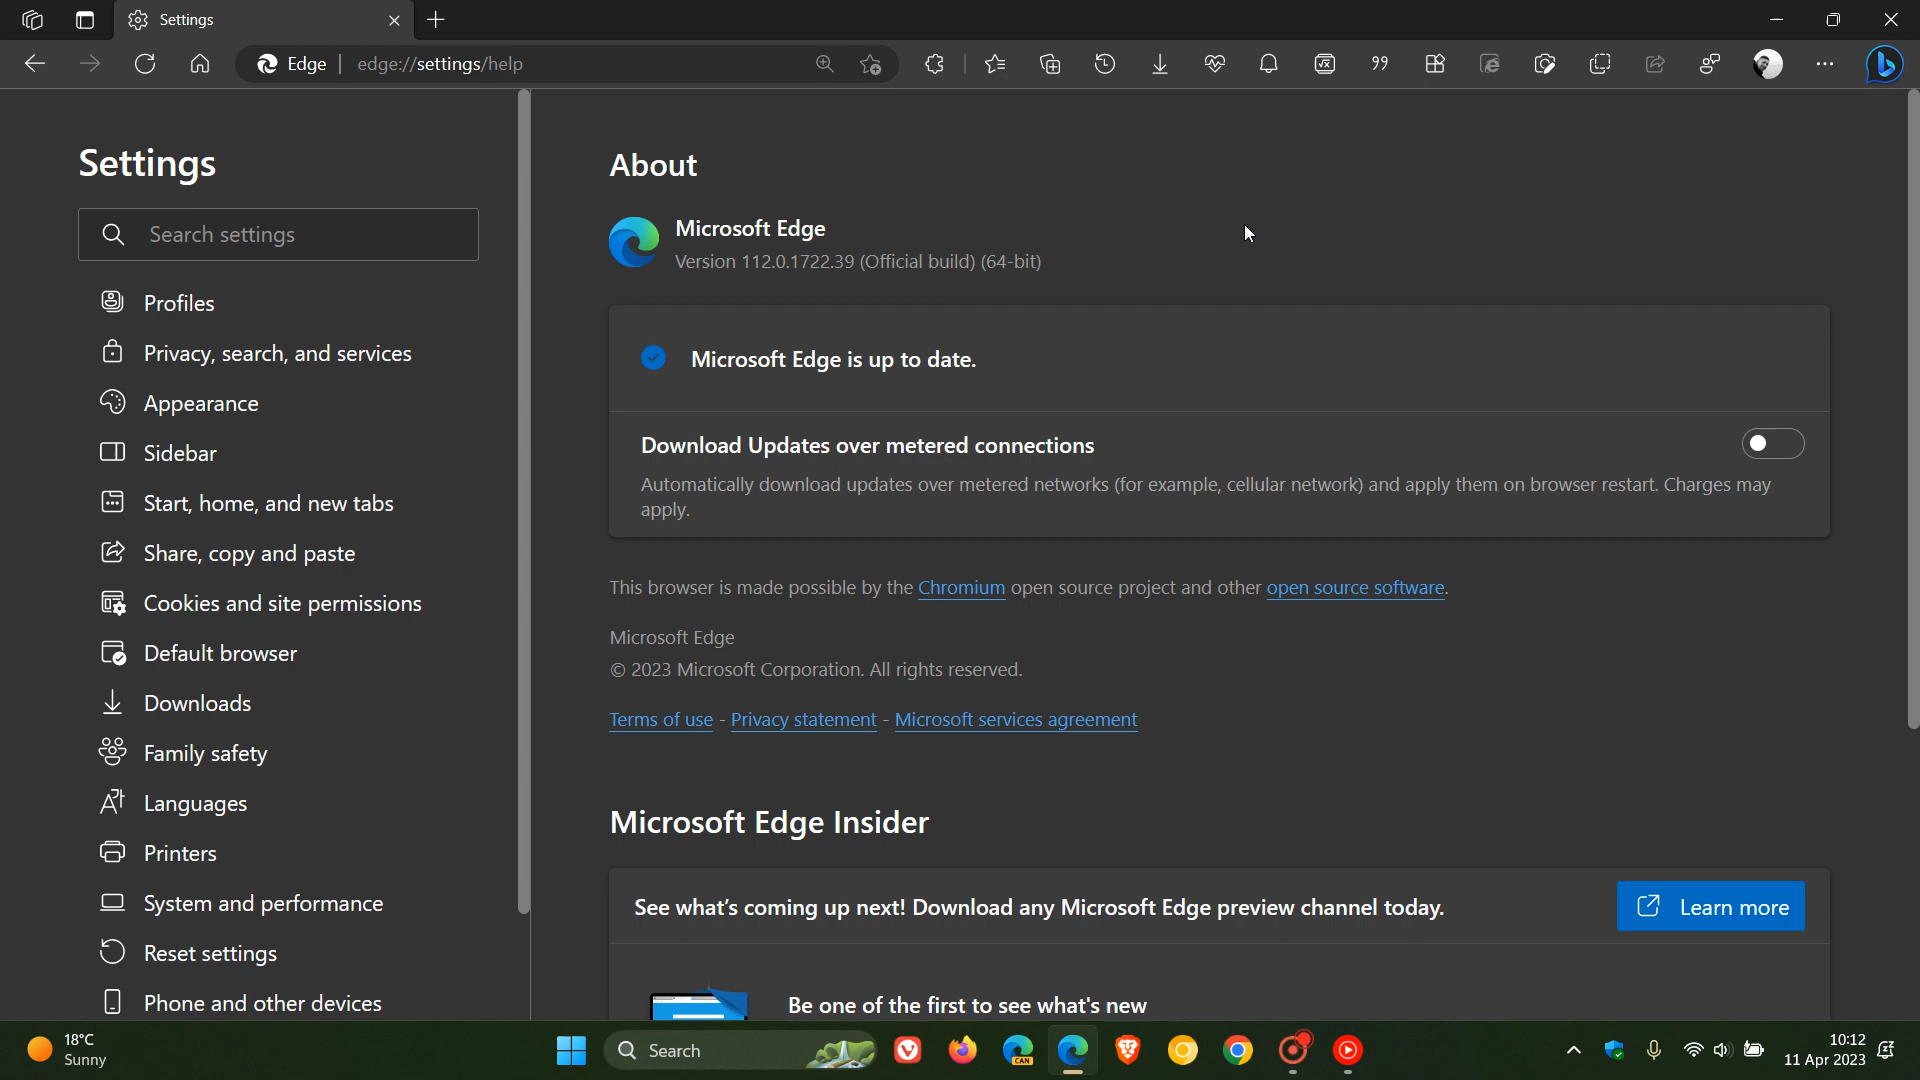 Settings
Edge
edge://settings/help
Settings
Search settings
Profiles
Privacy, search, and services
Appearance
Sidebar
Start, home, and new tabs
Share, copy and paste
Cookies and site permissions
Default browser
Downloads
Family safety
Languages
Printers
System and performance
Reset settings
Phone and other devices
About
Microsoft Edge
Version 112.0.1722.39 (Official build) (64-bit)
Microsoft Edge is up to date.
Download Updates over metered connections
Automatically download updates over metered networks (for example, cellular network) and apply them on browser restart. Charges may
apply.
This browser is made possible by the Chromium open source project and other open source software.
Microsoft Edge
© 2023 Microsoft Corporation. All rights reserved.
Terms of use - Privacy statement - Microsoft services agreement
Microsoft Edge Insider
See what's coming up next! Download any Microsoft Edge preview channel today.
Learn more
Be one of the first to see what's new
18°C
Sunny
Search
CAN
10:12
11 Apr 2023